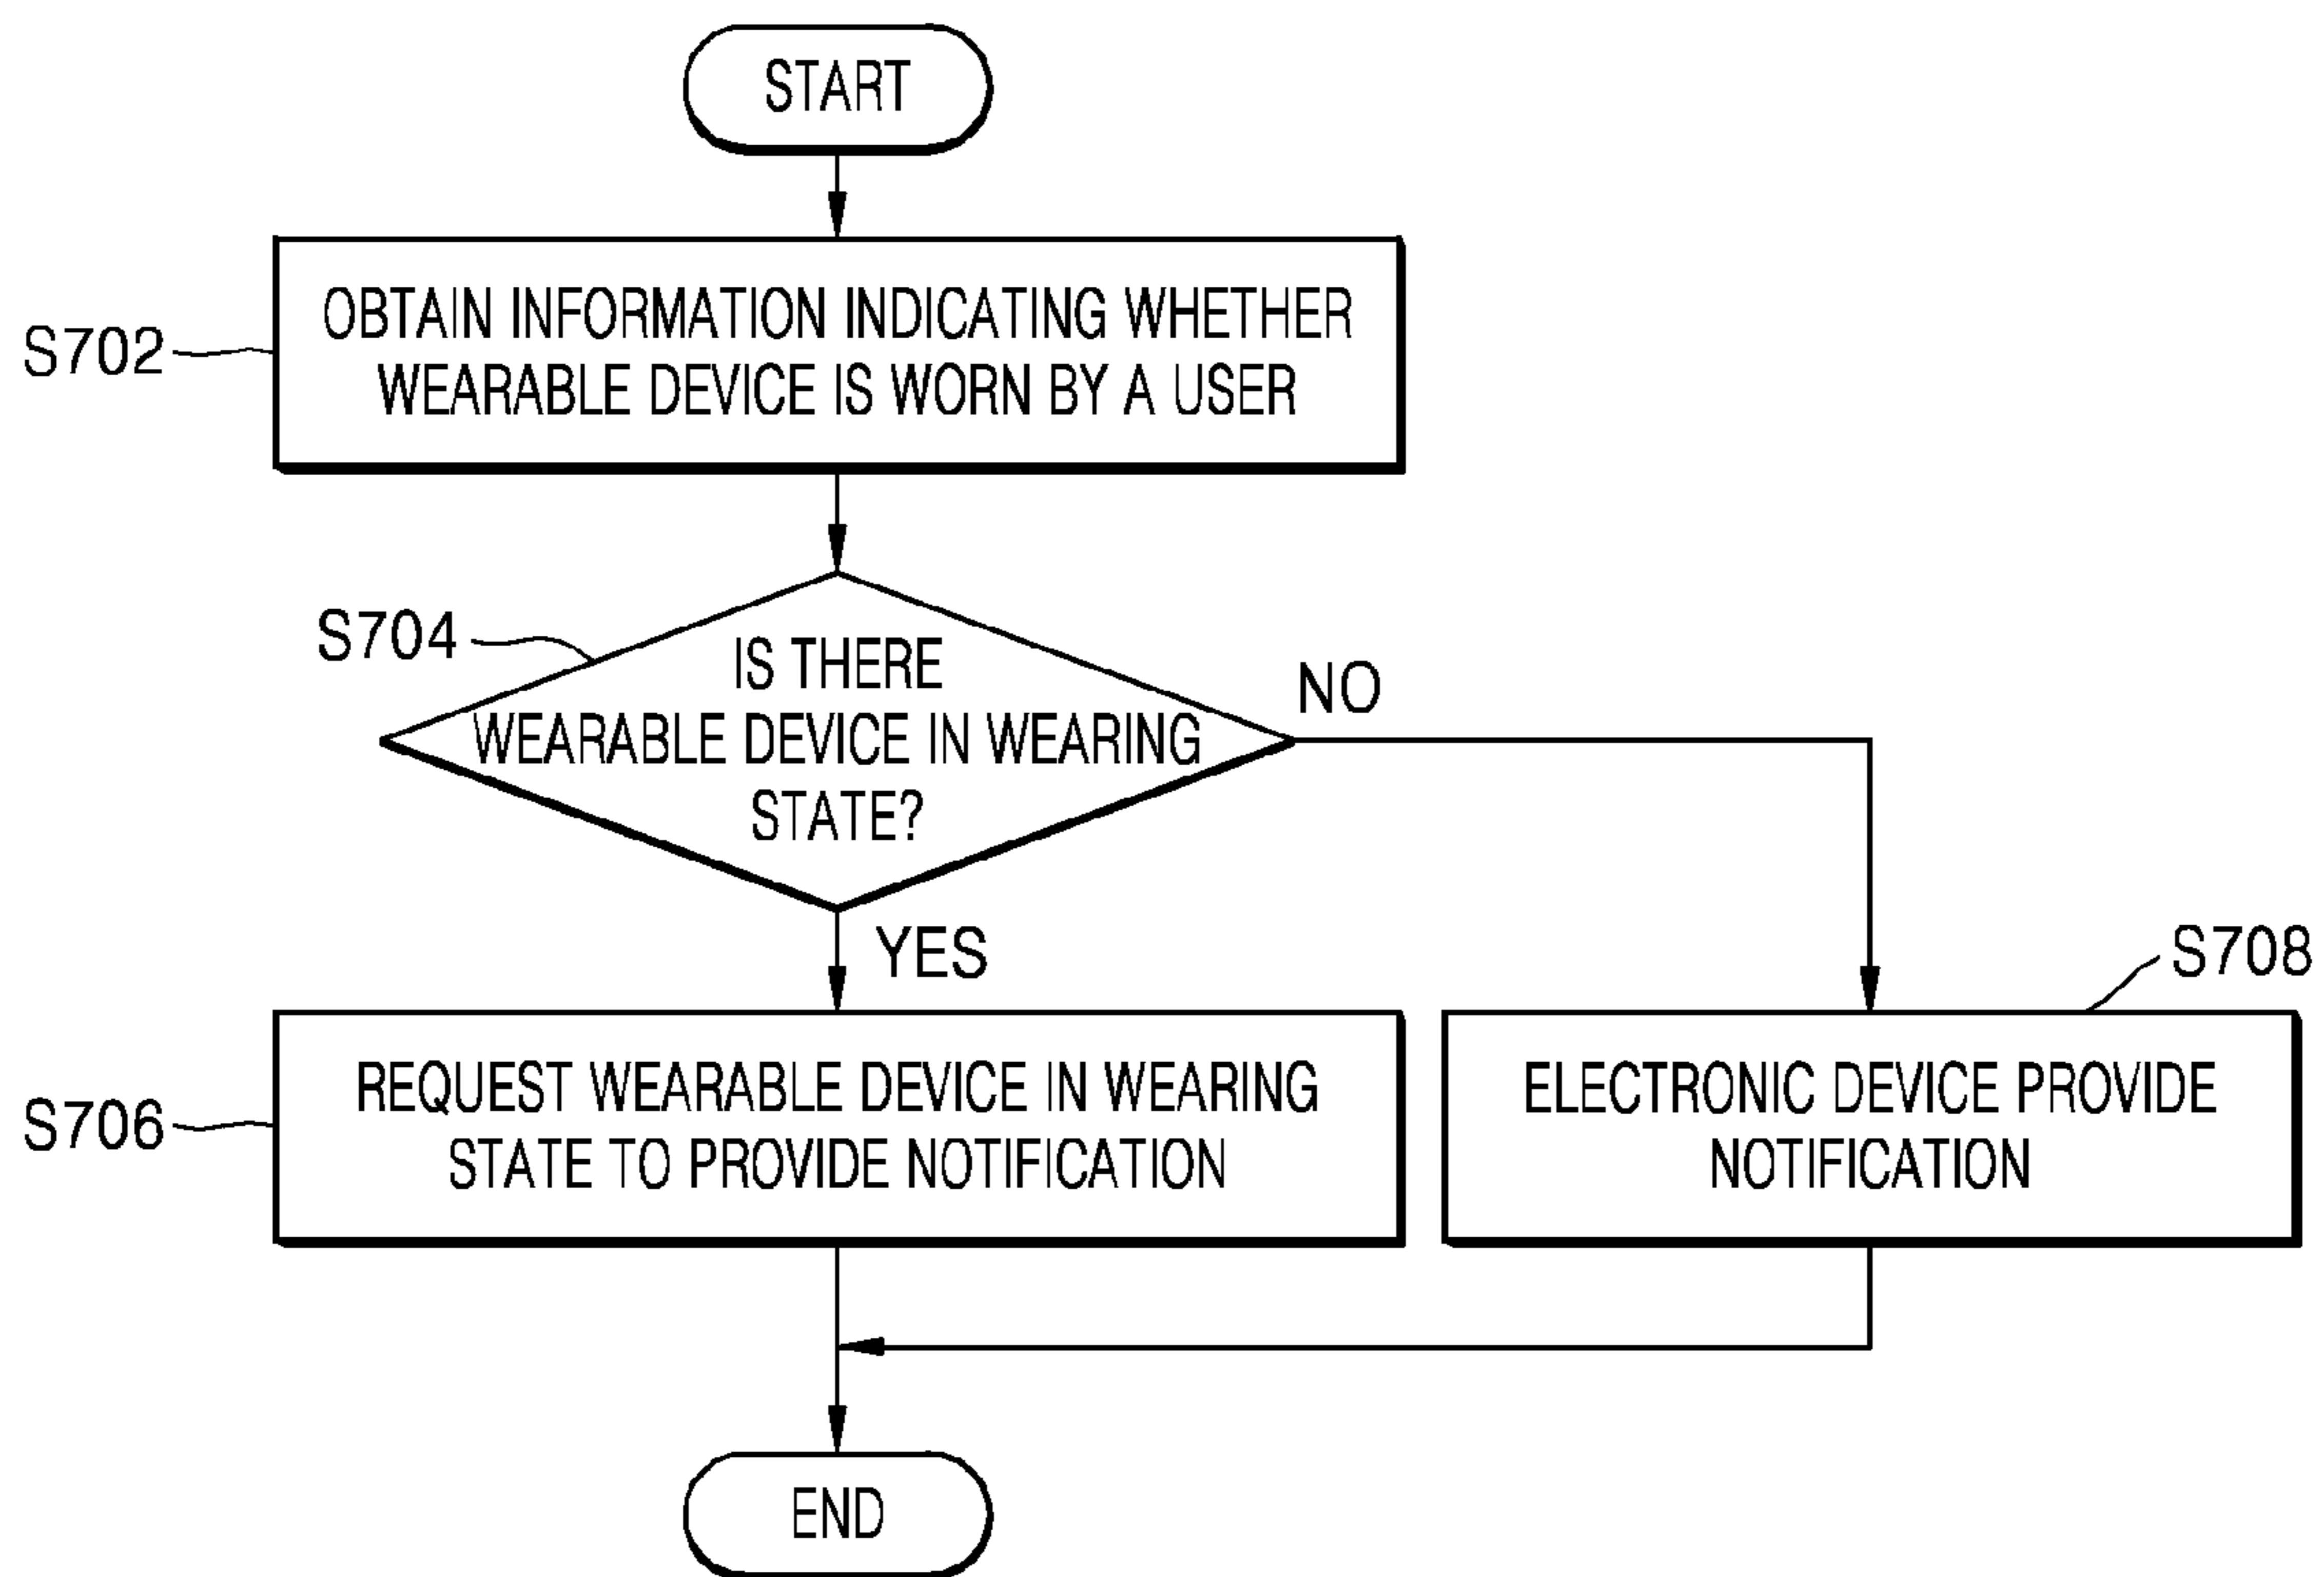 START
S702
OBTAIN INFORMATION INDICATING WHETHER
WEARABLE DEVICE IS WORN BY A USER
S704
IS THERE
WEARABLE DEVICE IN WEARING
STATE?
NO
YES
S706
REQUEST WEARABLE DEVICE IN WEARING
STATE TO PROVIDE NOTIFICATION
S708
ELECTRONIC DEVICE PROVIDE
NOTIFICATION
END